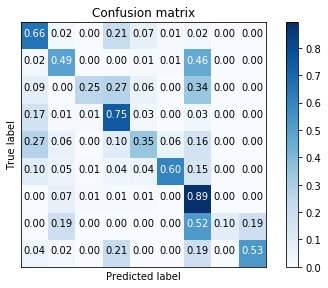 Confusion matrix
0.66 0.02 0.00 0.21 0.07 0.01 0.02 0.00 0.00
0.02 0.49 0.00 0.00 0.01 0.01 0.46 0.00 0.00
0.09 0.00 0.25 0.27 0.06 0.00 0.34 0.00 0.00
0.17 0.01 0.01 0.75 0.03 0.00 0.03 0.00 0.00
0.27 0.06 0.00 0.10 0.35 0.06 0.16 0.00 0.00
0.10 0.05 0.01 0.04 0.04 0.60 0.15 0.00 0.00
0.00 0.07 0.01 0.01 0.01 0.00 0.89 0.00 0.00
0.00 0.19 0.00 0.00 0.00 0.00 0.52 0.10 0.19
0.04 0.02 0.00 0.21 0.00 0.00 0.19 0.00 0.53
True label
Predicted label
0.8
0.7
0.6
0.5
0.4
0.3
0.2
0.1
0.0